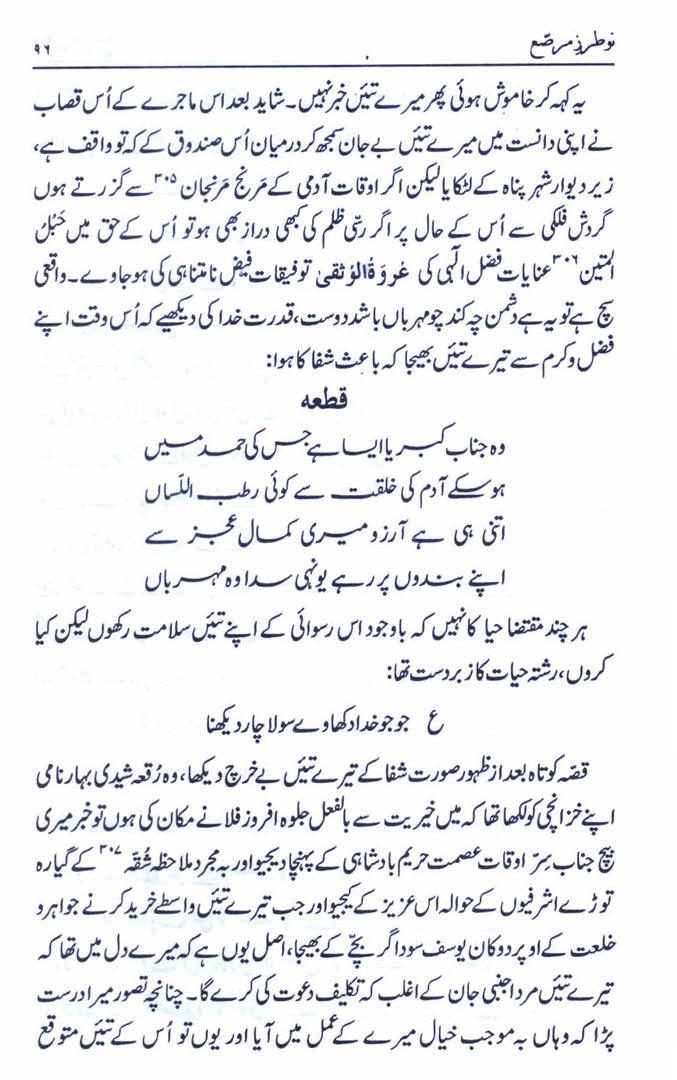 نو طرزِ مرصّع
۹۶
یہ کہہ کر خاموش ہوئی پھر میرے تئیں خبر نہیں۔ شاید بعد اس ماجرے کے اُس قصاب
نے اپنی دانست میں میرے تئیں بے جان سمجھ کر درمیان اُس صندوق کے کہ تو واقف ہے،
زیر دیوار شہر پناہ کے لٹکایا لیکن اگر اوقات آدمی کے مَرنج مَرنجان ۳۰۵ سے گزرتے ہوں
گردش فلکی سے اُس کے حال پر اگر رسّی ظلم کی کبھی دراز بھی ہو تو اُس کے حق میں حَبْلُ
المتین ۳۰۶ عنایات فضل الٰہی کی عُروَۃُ الوُثقیٰ توفیقات فیض نامتناہی کی ہو جاوے۔ واقعی
سچ ہے تو یہ ہے دشمن چہ کند چو مہرباں باشد دوست، قدرت خدا کی دیکھیے کہ اُس وقت اپنے
فضل و کرم سے تیرے تئیں بھیجا کہ باعث شفا کا ہوا:
قطعہ
وہ جناب کبریا ایسا ہے جس کی حمد میں
ہو سکے آدم کی خلقت سے کوئی رطب اللّساں
اتنی ہی ہے آرزو میری کمال عجز سے
اپنے بندوں پر رہے یونہی سدا وہ مہرباں
ہر چند مقتضا حیا کا نہیں کہ باوجود اس رسوائی کے اپنے تئیں سلامت رکھوں لیکن کیا
کروں، رشتہ حیات کا زبردست تھا:
ع جو جو خدا دکھاوے سو لاچار دیکھنا
قصّہ کوتاہ بعد از ظہور صورت شفا کے تیرے تئیں بے خرچ دیکھا، وہ رُقعہ شیدی بہار نامی
اپنے خزانچی کو لکھا تھا کہ میں خیریت سے بالفعل جلوہ افروز فلانے مکان کی ہوں تو خبر میری
بیچ جناب سِرّ اوقات عصمت حریم بادشاہی کے پہنچا دیجیو اور بہ مجرد ملاحظہ شُقّہ ۳۰۷ کے گیارہ
توڑے اشرفیوں کے حوالہ اس عزیز کے کیجیو اور جب تیرے تئیں واسطے خرید کرنے جواہر و
خلعت کے اوپر دوکان یوسف سوداگر بچّے کے بھیجا، اصل یوں ہے کہ میرے دل میں تھا کہ
تیرے تئیں مرد اجنبی جان کے اغلب کہ تکلیف دعوت کی کرے گا۔ چنانچہ تصور میرا درست
پڑا کہ وہاں بہ موجب خیال میرے کے عمل میں آیا اور یوں تو اُس کے تئیں متوقع